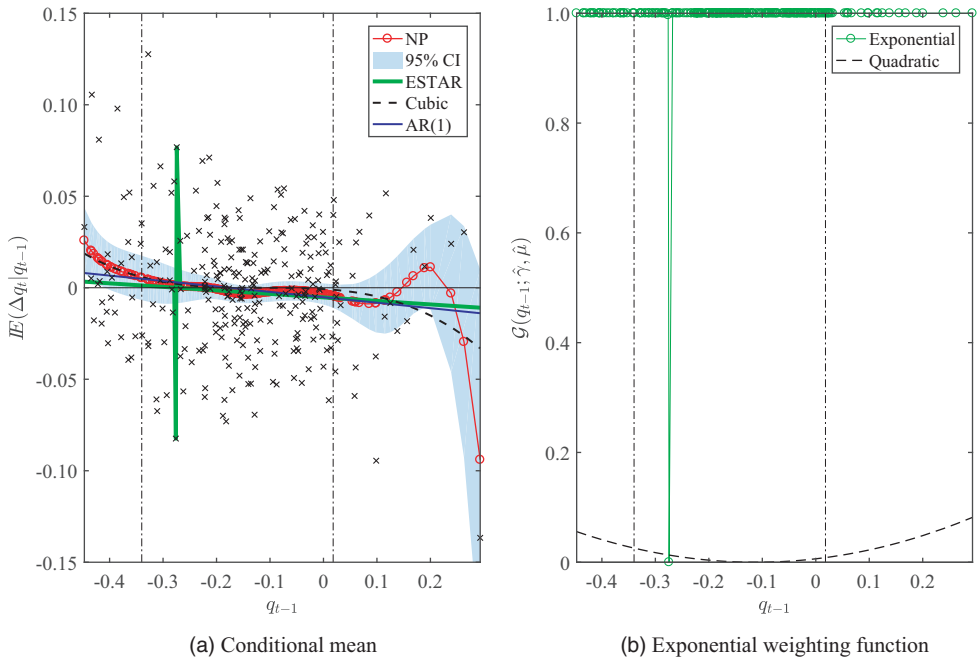 0.15
0.10
0.05
0
-0.05
-0.10
-0.15
IE(Δq_t|q_{t−1})
NP
95% CI
ESTAR
Cubic
AR(1)
-0.4 -0.3 -0.2 -0.1 0 0.1 0.2
q_{t−1}
(a) Conditional mean
1.0
0.8
0.6
0.4
0.2
0
G(q_{t−1}; γ̂, μ̂)
Exponential
Quadratic
-0.4 -0.3 -0.2 -0.1 0 0.1 0.2
q_{t−1}
(b) Exponential weighting function